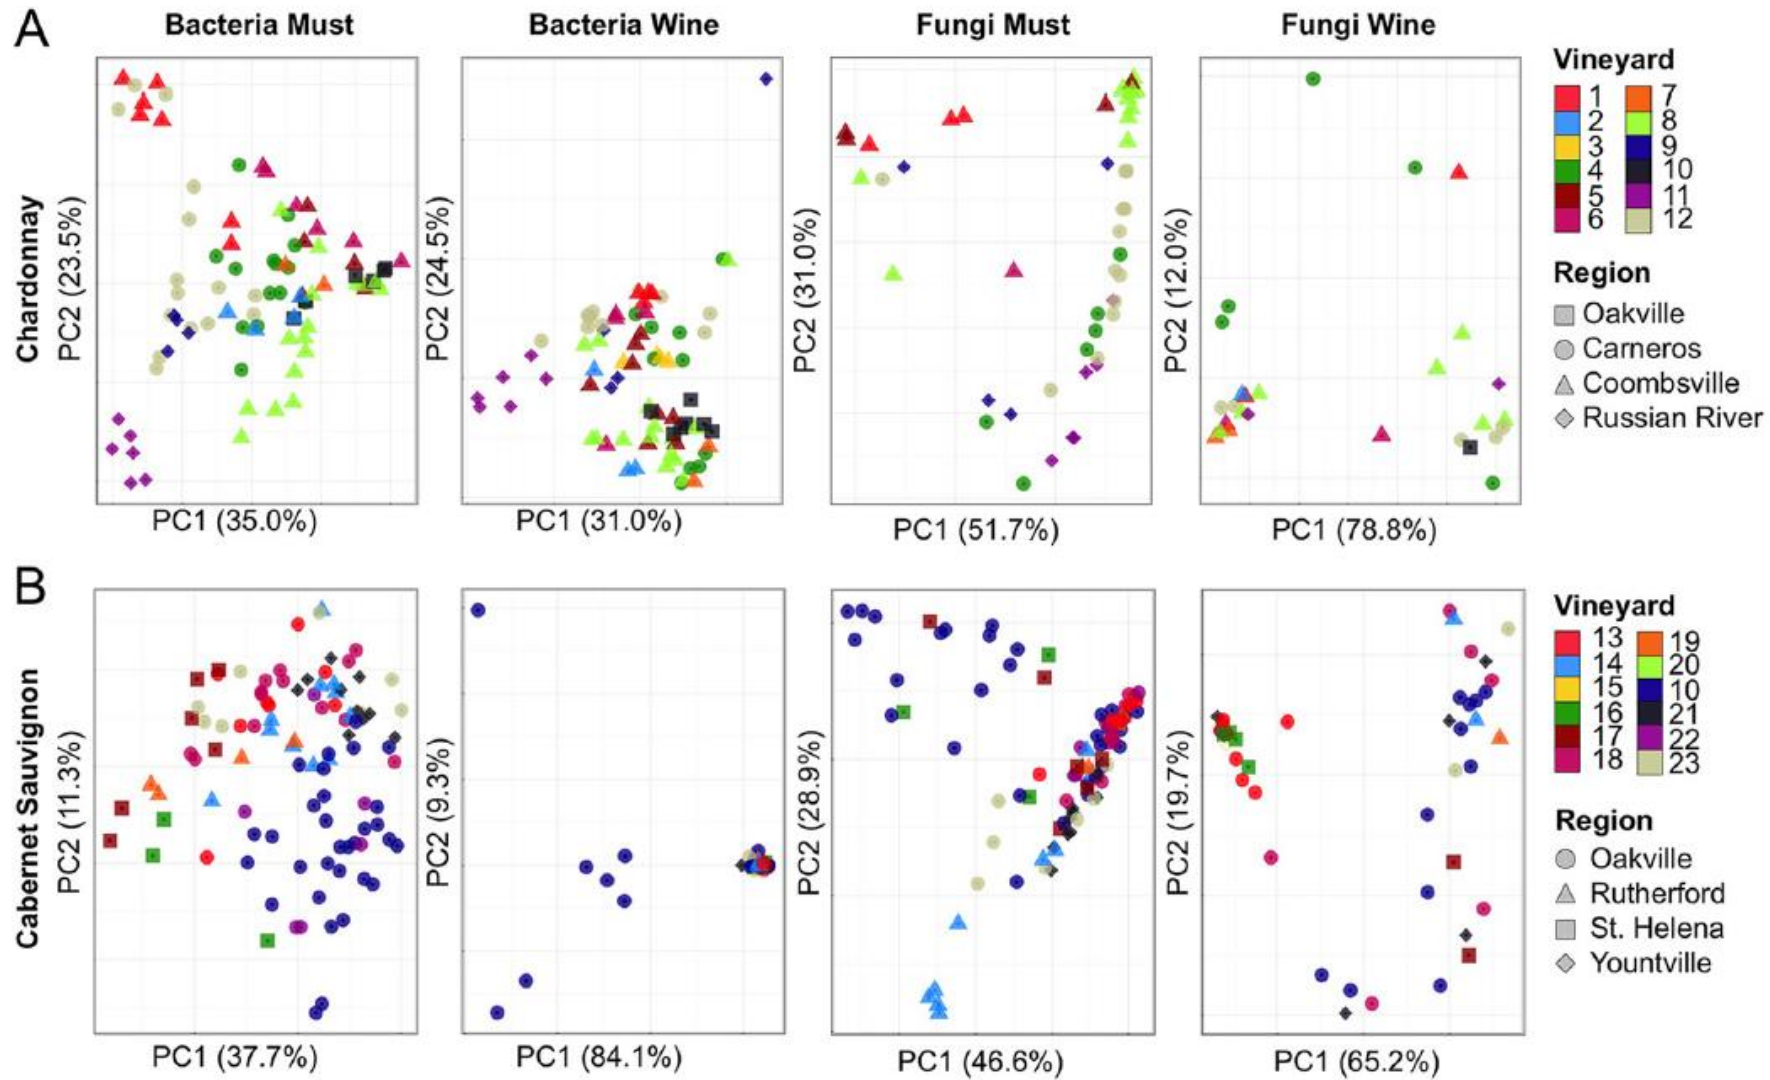 A
Bacteria Must
Bacteria Wine
Fungi Must
Fungi Wine
Chardonnay
PC2 (23.5%)
PC1 (35.0%)
PC2 (24.5%)
PC1 (31.0%)
PC2 (31.0%)
PC1 (51.7%)
PC2 (12.0%)
PC1 (78.8%)
Vineyard
1 7
2 8
3 9
4 10
5 11
6 12
Region
Oakville
Carneros
Coombsville
Russian River
B
Cabernet Sauvignon
PC2 (11.3%)
PC1 (37.7%)
PC2 (9.3%)
PC1 (84.1%)
PC2 (28.9%)
PC1 (46.6%)
PC2 (19.7%)
PC1 (65.2%)
Vineyard
13 19
14 20
15 10
16 21
17 22
18 23
Region
Oakville
Rutherford
St. Helena
Yountville